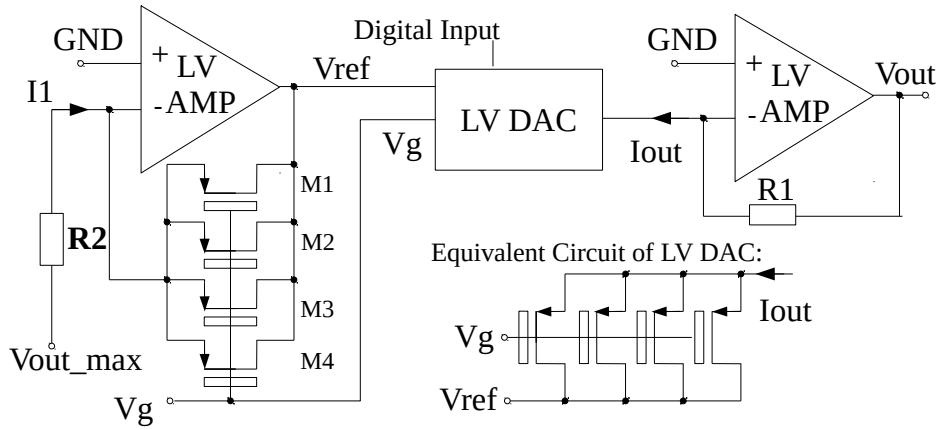 GND
+
LV
-AMP
I1
R2
Vout_max
Vref
M1
M2
M3
M4
Vg
Digital Input
LV DAC
Vg
Iout
GND
+
LV
-AMP
Vout
R1
Equivalent Circuit of LV DAC:
Iout
Vg
Vref